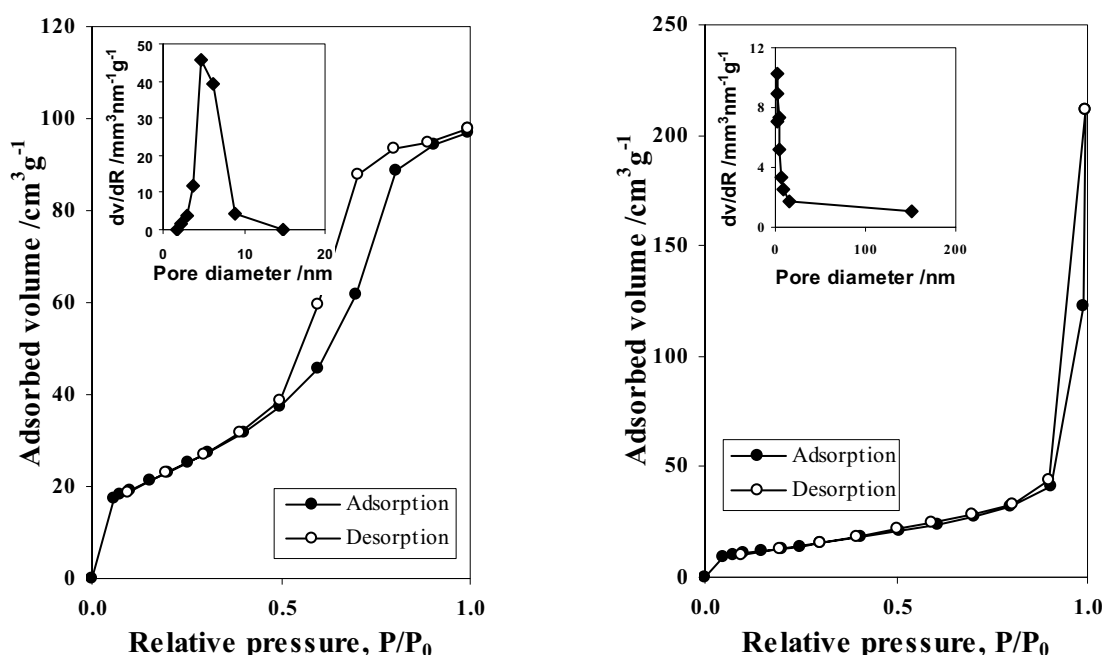 120
100
80
60
40
20
0
0.0
0.5
1.0
Adsorbed volume /cm³g⁻¹
Relative pressure, P/P₀
Adsorption
Desorption
50
40
30
20
10
0
0
10
20
dv/dR /mm³nm⁻¹g⁻¹
Pore diameter /nm
250
200
150
100
50
0
0.0
0.5
1.0
Adsorbed volume /cm³g⁻¹
Relative pressure, P/P₀
Adsorption
Desorption
12
8
4
0
0
100
200
dv/dR /mm³nm⁻¹g⁻¹
Pore diameter /nm